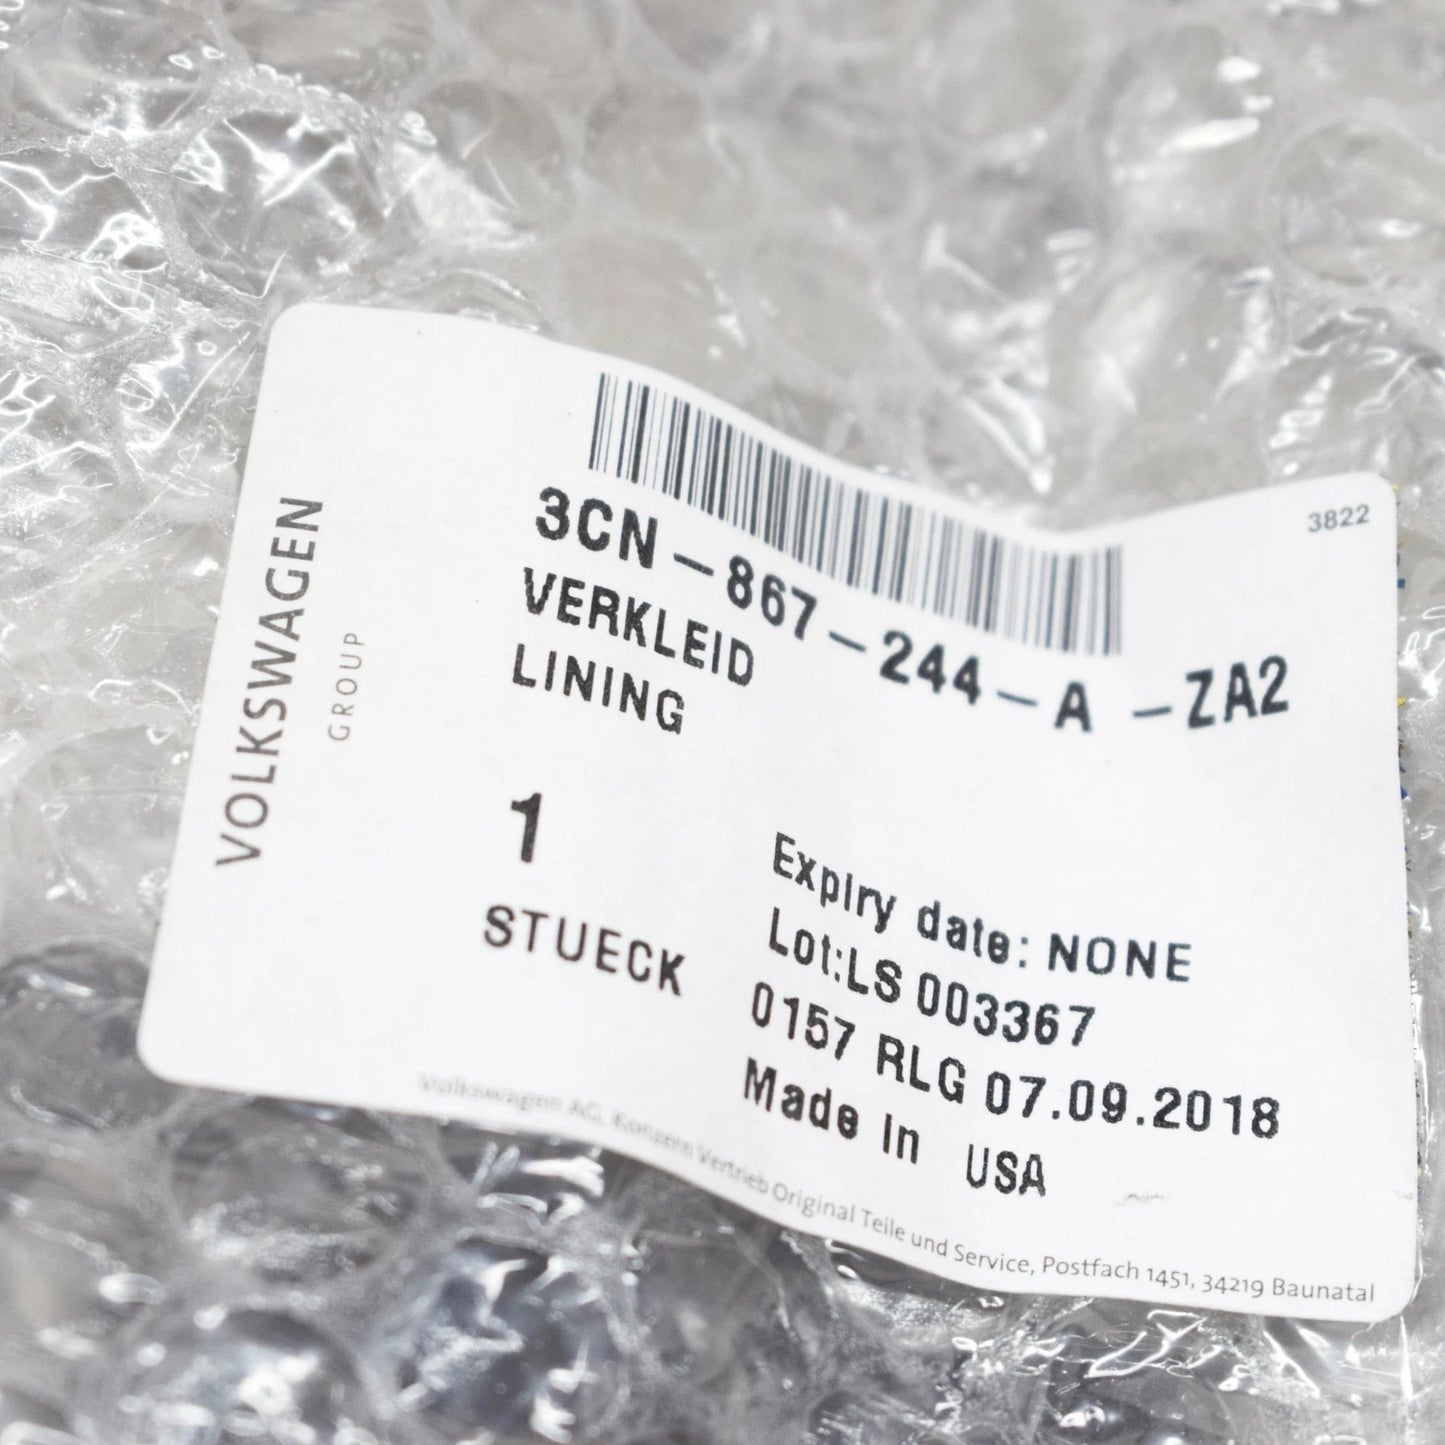 VOLKSWAGEN
GROUP
3822
3CN-867-244-A -ZA2
VERKLEID
LINING
1
STUECK
Expiry date: NONE
Lot:LS 003367
0157 RLG 07.09.2018
Made in USA
Volkswagen AG, Konzern Vertrieb Original Teile und Service, Postfach 1451, 34219 Baunatal